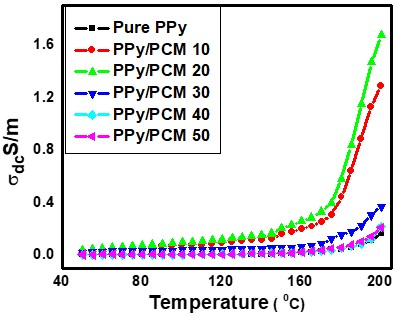 Pure PPy
PPy/PCM 10
PPy/PCM 20
PPy/PCM 30
PPy/PCM 40
PPy/PCM 50
1.6
1.2
0.8
0.4
0.0
σdcS/m
40 80 120 160 200
Temperature ( ⁰C)